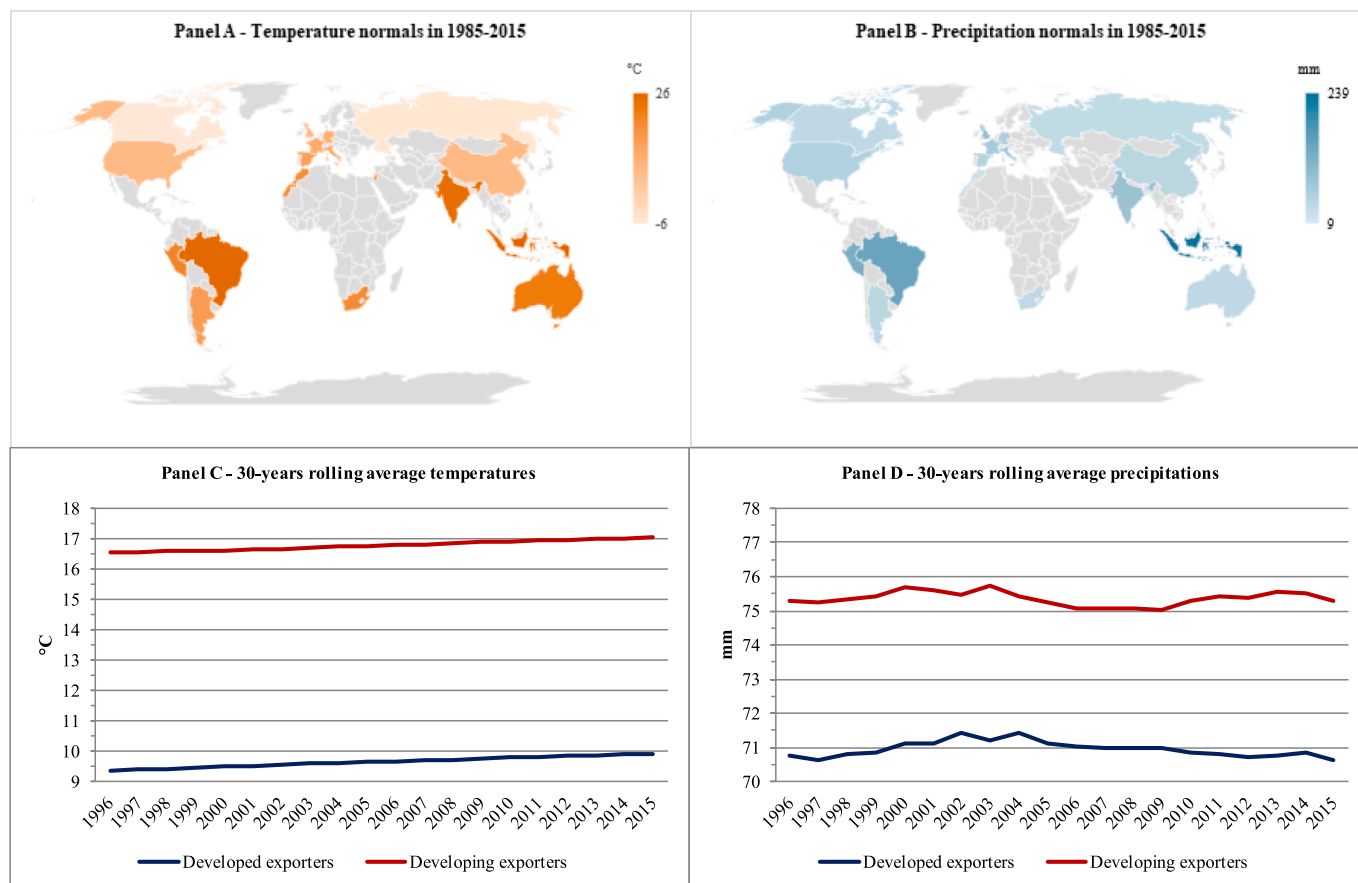 Panel A - Temperature normals in 1985-2015
°C
26
-6
Panel B - Precipitation normals in 1985-2015
mm
239
9
Panel C - 30-years rolling average temperatures
18
17
16
15
14
13
12
11
10
9
°C
1996 1997 1998 1999 2000 2001 2002 2003 2004 2005 2006 2007 2008 2009 2010 2011 2012 2013 2014 2015
Developed exporters Developing exporters
Panel D - 30-years rolling average precipitations
78
77
76
75
74
73
72
71
70
mm
1996 1997 1998 1999 2000 2001 2002 2003 2004 2005 2006 2007 2008 2009 2010 2011 2012 2013 2014 2015
Developed exporters Developing exporters